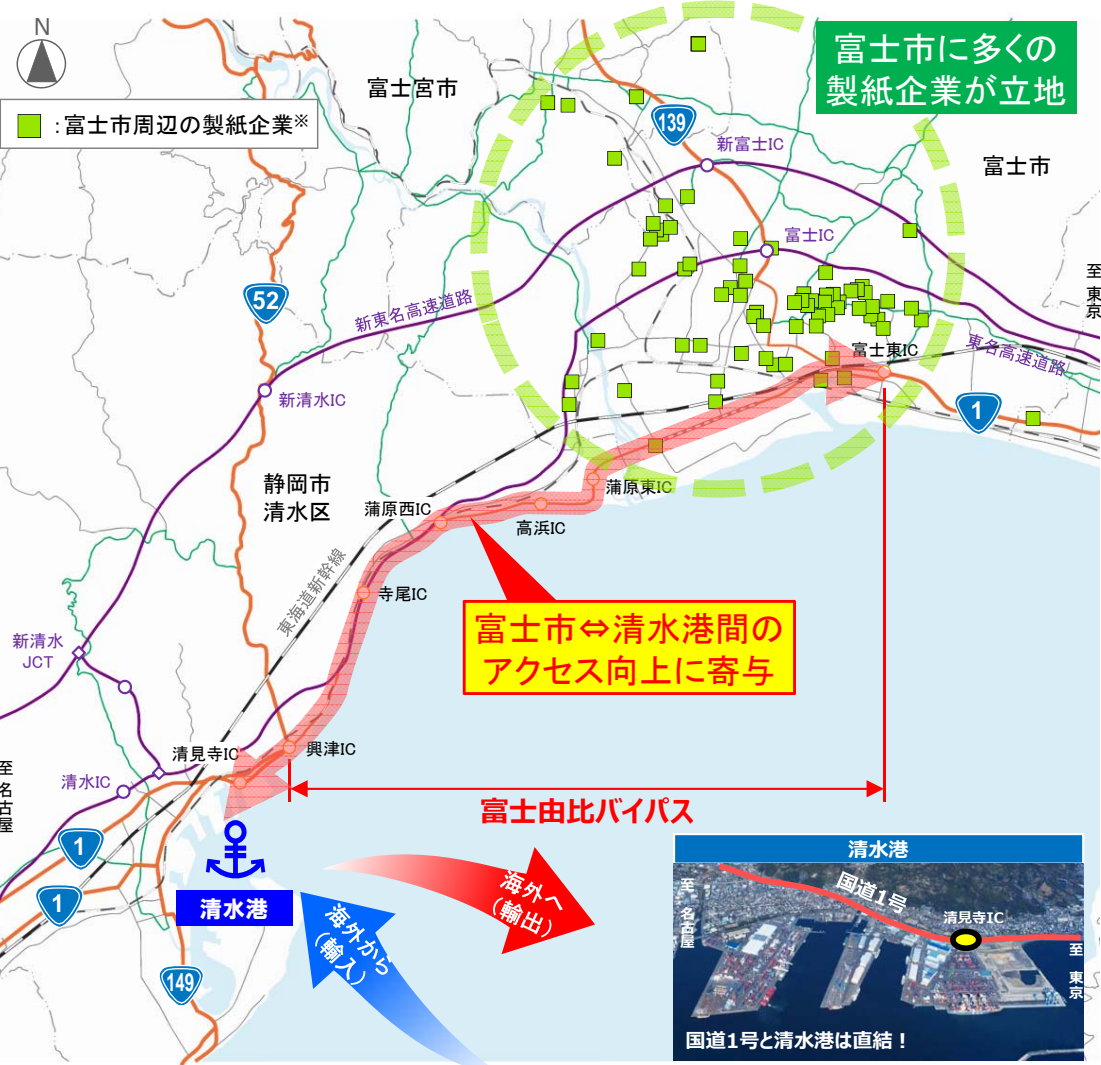 N
富士宮市
富士市に多くの
製紙企業が立地
:富士市周辺の製紙企業※
139
新富士IC
富士市
富士IC
至 東京
52
新東名高速道路
富士東IC
東名高速道路
新清水IC
1
静岡市
清水区
蒲原西IC
蒲原東IC
高浜IC
東海道新幹線
寺尾IC
富士市⇔清水港間の
アクセス向上に寄与
新清水
JCT
清見寺IC
興津IC
至 名古屋
清水IC
富士由比バイパス
1
1
清水港
海外へ
(輸出)
海外から
(輸入)
149
清水港
至 名古屋
国道1号
清見寺IC
至 東京
国道1号と清水港は直結！